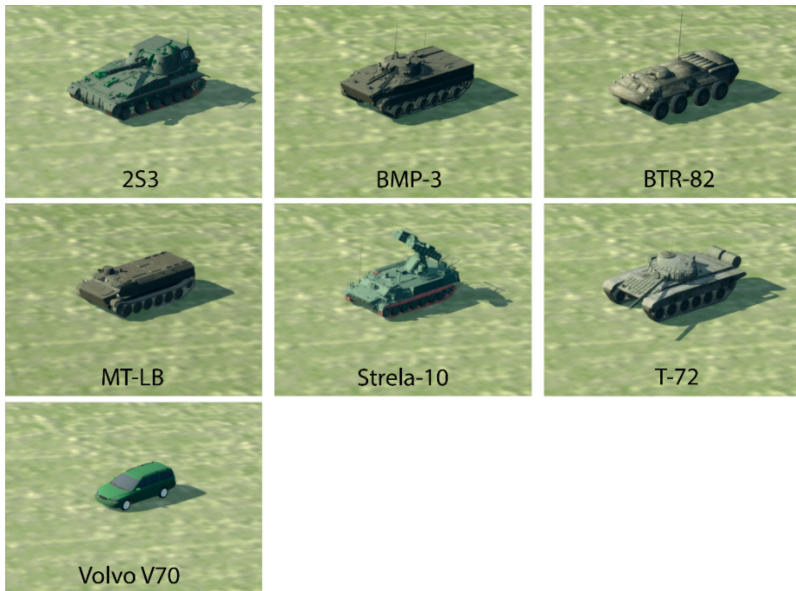 2S3
BMP-3
BTR-82
MT-LB
Strela-10
T-72
Volvo V70